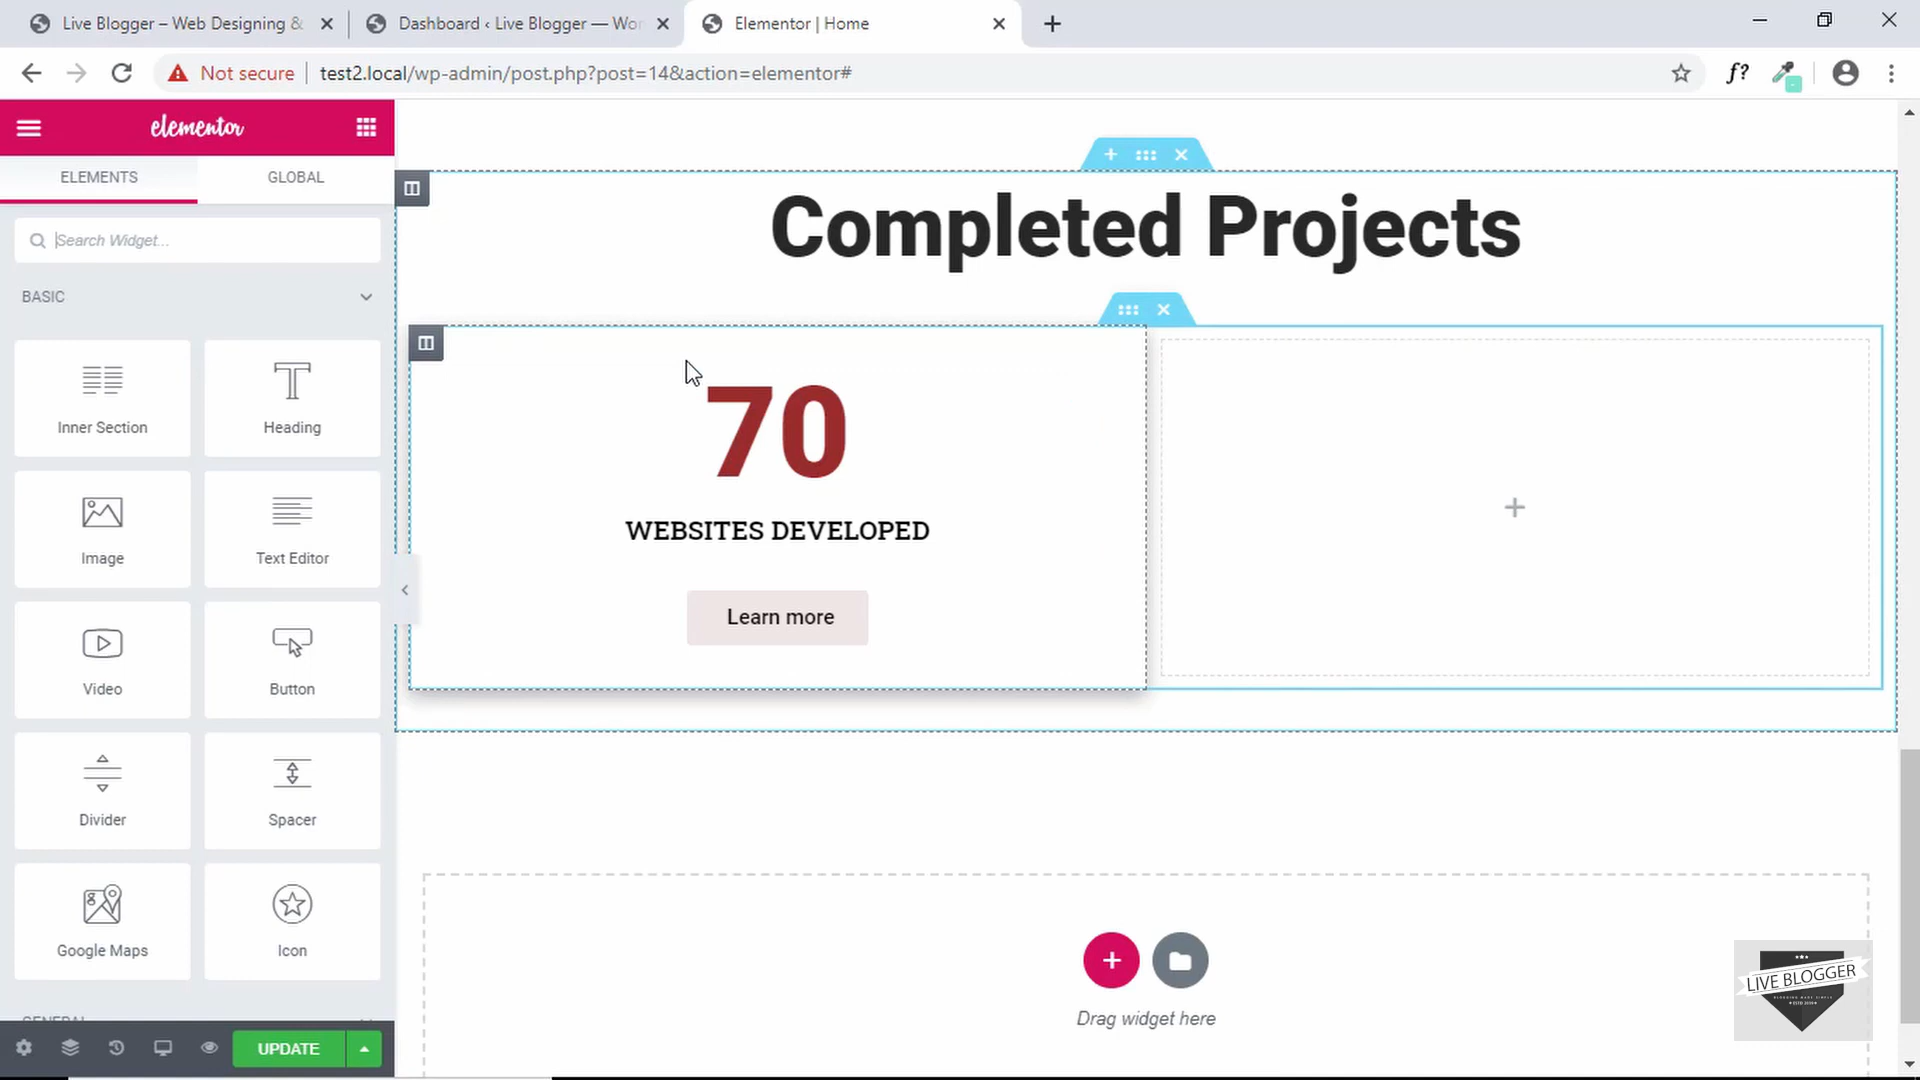 Live Blogger – Web Designing &
Dashboard ‹ Live Blogger — Wor
Elementor | Home
Not secure
test2.local/wp-admin/post.php?post=14&action=elementor#
f?
elementor
ELEMENTS
GLOBAL
Search Widget...
BASIC
Inner Section
Heading
Image
Text Editor
Video
Button
Divider
Spacer
Google Maps
Icon
GENERAL
UPDATE
Completed Projects
70
WEBSITES DEVELOPED
Learn more
Drag widget here
LIVE BLOGGER